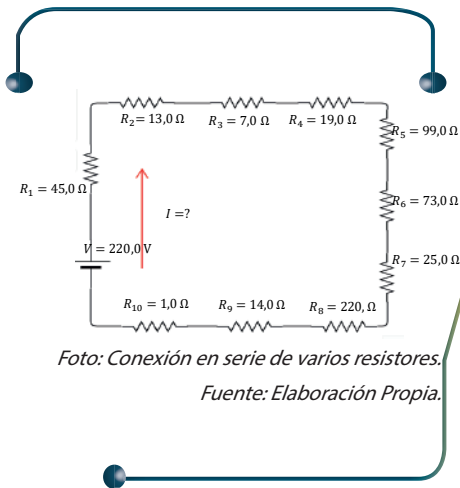 R₂ = 13,0 Ω R₃ = 7,0 Ω R₄ = 19,0 Ω
R₅ = 99,0 Ω
R₁ = 45,0 Ω
R₆ = 73,0 Ω
I =?
V = 220,0 V
R₇ = 25,0 Ω
R₁₀ = 1,0 Ω R₉ = 14,0 Ω R₈ = 220, Ω
Foto: Conexión en serie de varios resistores.
Fuente: Elaboración Propia.